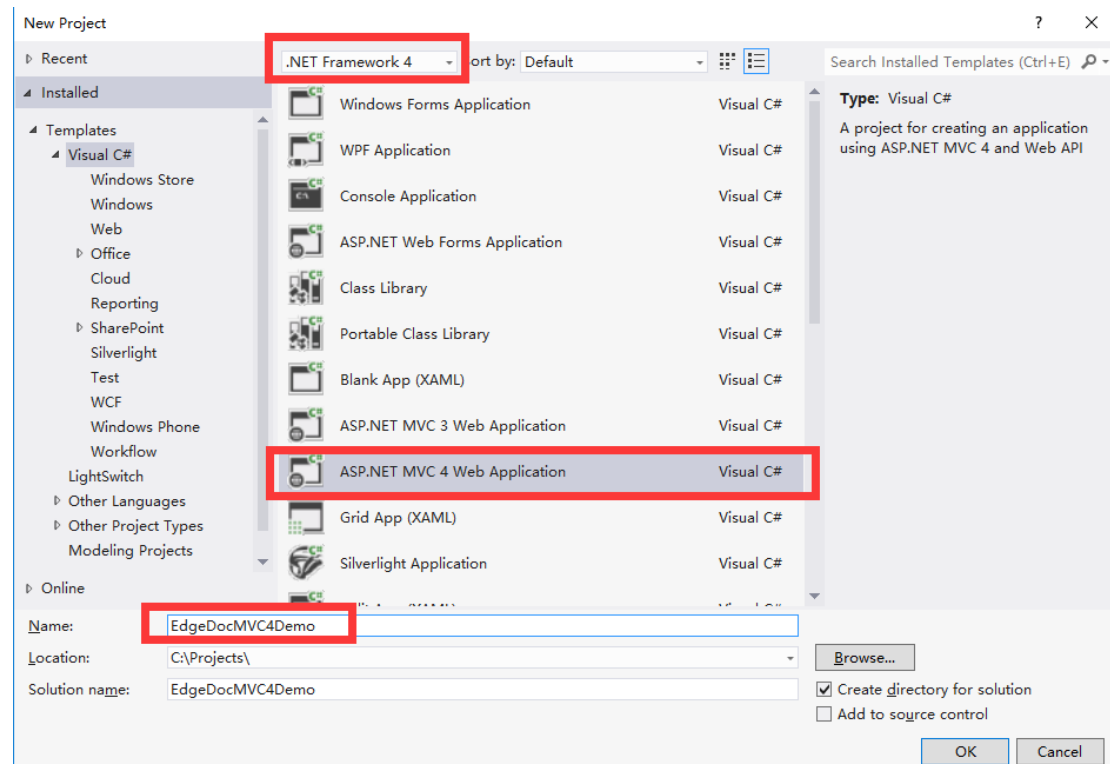 New Project
? ×
Recent
.NET Framework 4
ort by: Default
Search Installed Templates (Ctrl+E)
Installed
Templates
Visual C#
Windows Store
Windows
Web
Office
Cloud
Reporting
SharePoint
Silverlight
Test
WCF
Windows Phone
Workflow
LightSwitch
Other Languages
Other Project Types
Modeling Projects
Online
Windows Forms Application Visual C#
WPF Application Visual C#
Console Application Visual C#
ASP.NET Web Forms Application Visual C#
Class Library Visual C#
Portable Class Library Visual C#
Blank App (XAML) Visual C#
ASP.NET MVC 3 Web Application Visual C#
ASP.NET MVC 4 Web Application Visual C#
Grid App (XAML) Visual C#
Silverlight Application Visual C#
Type: Visual C#
A project for creating an application
using ASP.NET MVC 4 and Web API
Name: EdgeDocMVC4Demo
Location: C:\Projects\
Browse...
Solution name: EdgeDocMVC4Demo
Create directory for solution
Add to source control
OK Cancel